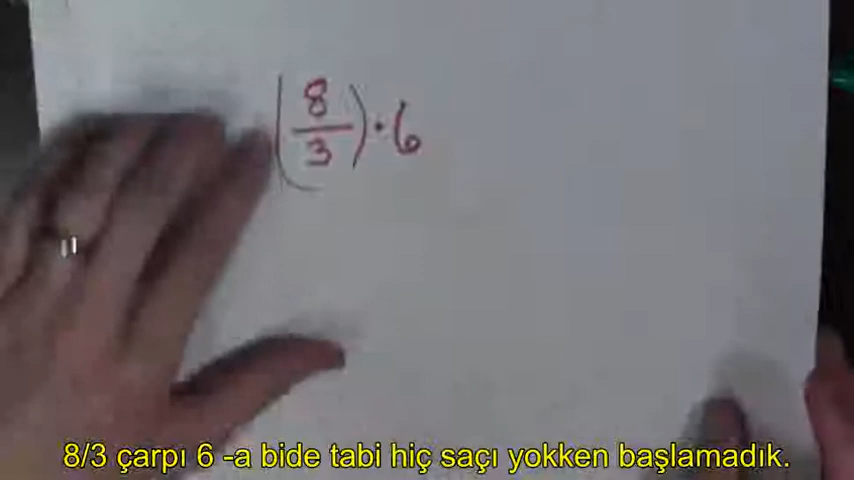 (8/3) · 6
8/3 çarpı 6 -a bide tabi hiç saçı yokken başlamadık.